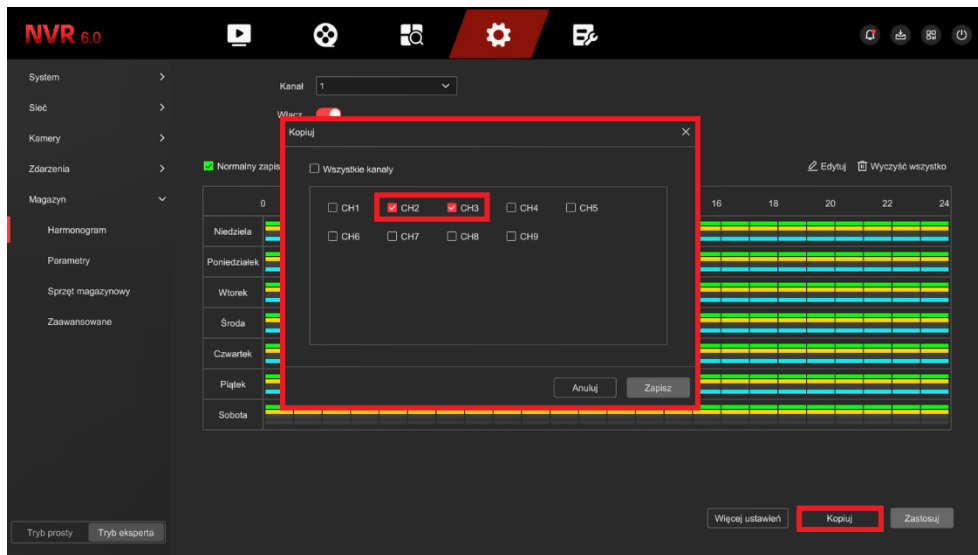 NVR 6.0
System
Sieć
Kamery
Zdarzenia
Magazyn
Harmonogram
Parametry
Sprzęt magazynowy
Zaawansowane
Tryb prosty Tryb eksperta
Kanał 1
Włącz
Normalny zapis
Edytuj Wyczyść wszystko
0 16 18 20 22 24
Niedziela
Poniedziałek
Wtorek
Środa
Czwartek
Piątek
Sobota
Kopiuj
Wszystkie kanały
CH1 CH2 CH3 CH4 CH5
CH6 CH7 CH8 CH9
Anuluj Zapisz
Więcej ustawień Kopiuj Zastosuj